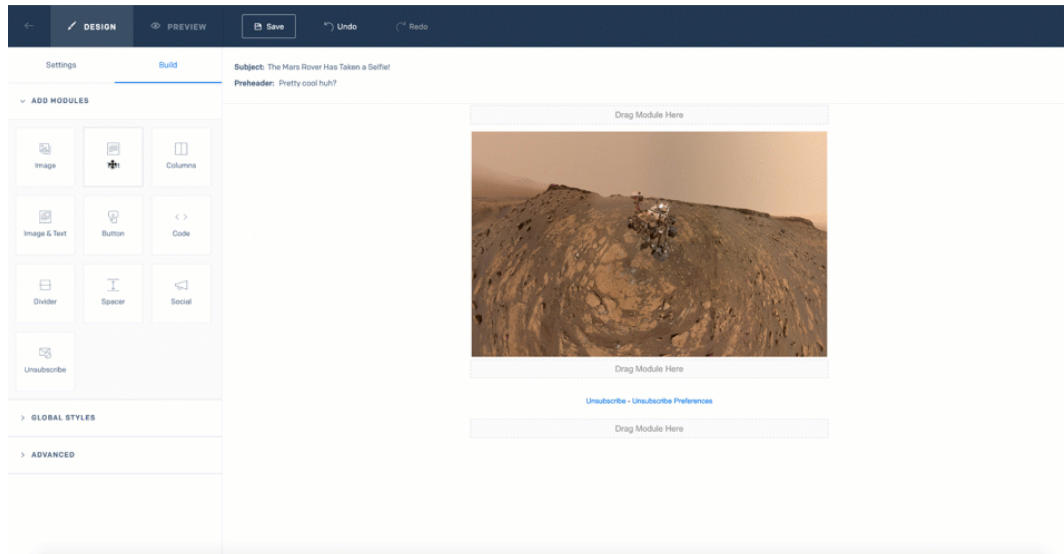 DESIGN
PREVIEW
Save
Undo
Redo
Settings
Build
Subject: The Mars Rover Has Taken a Selfie!
Preheader: Pretty cool huh?
ADD MODULES
Image
Columns
Image & Text
Button
Code
Divider
Spacer
Social
Unsubscribe
GLOBAL STYLES
ADVANCED
Drag Module Here
Drag Module Here
Unsubscribe - Unsubscribe Preferences
Drag Module Here